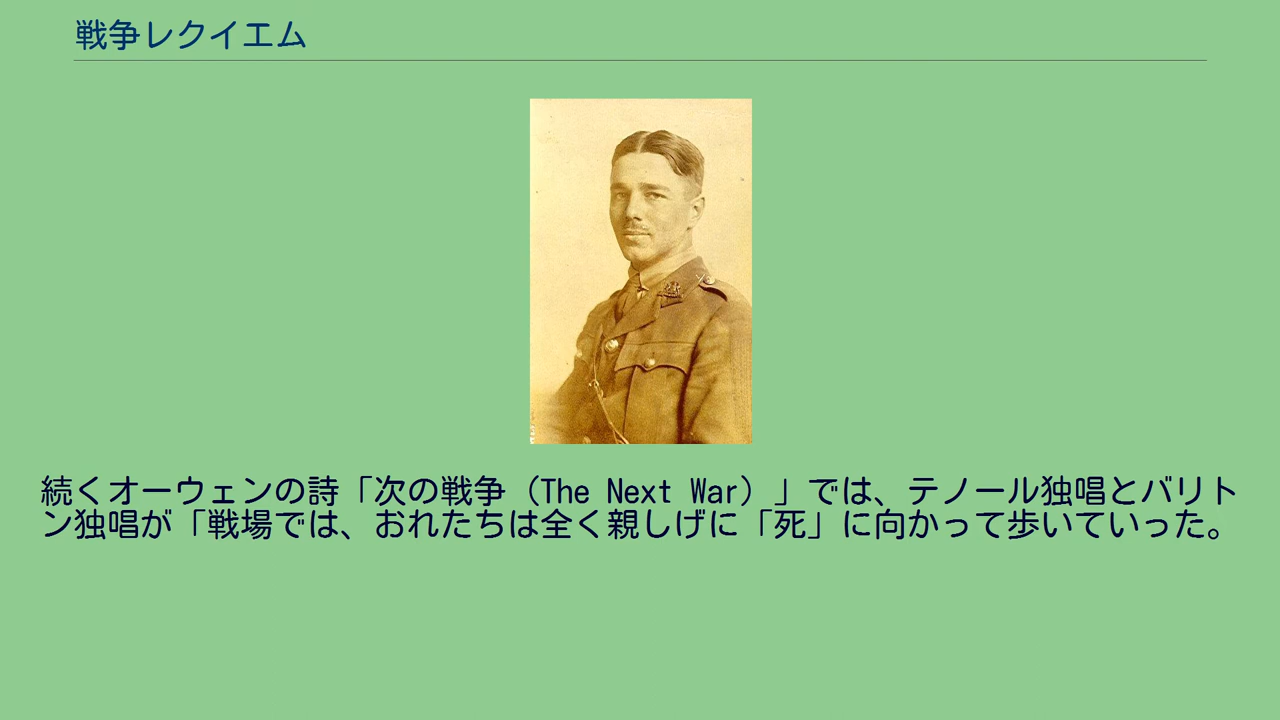 戦争レクイエム
続くオーウェンの詩「次の戦争（The Next War）」では、テノール独唱とバリト
ン独唱が「戦場では、おれたちは全く親しげに「死」に向かって歩いていった。